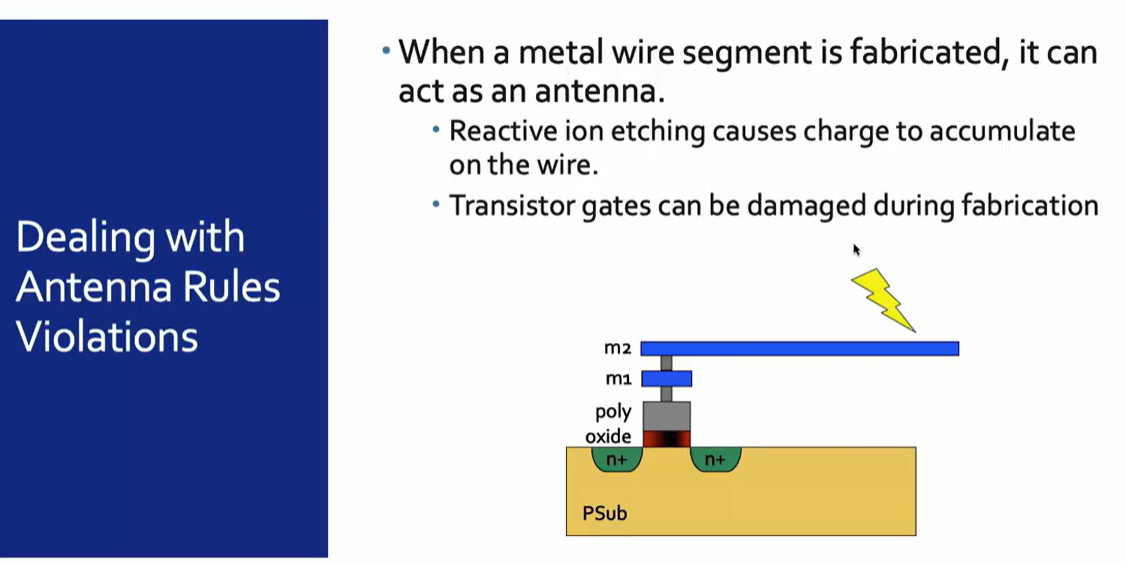 Dealing with
Antenna Rules
Violations
• When a metal wire segment is fabricated, it can
act as an antenna.
• Reactive ion etching causes charge to accumulate
on the wire.
• Transistor gates can be damaged during fabrication
m2
m1
poly
oxide
n+ n+
PSub